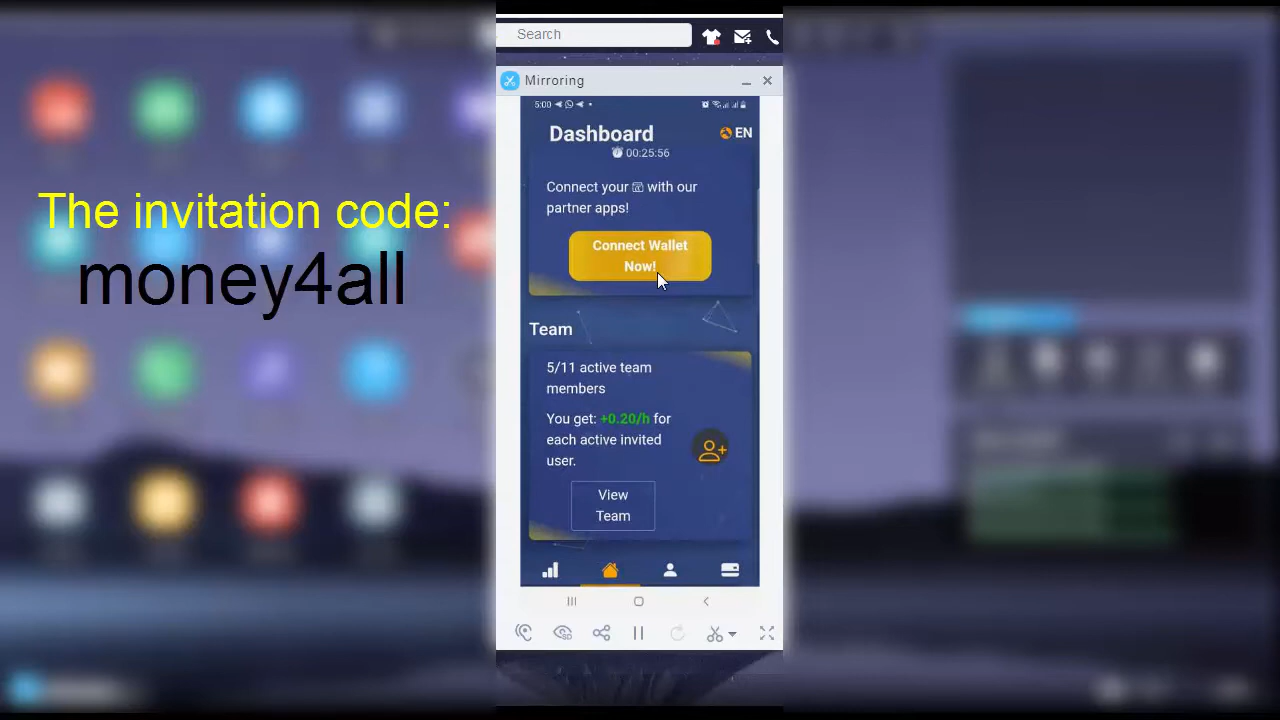 The invitation code:
money4all
Search
Mirroring
5:00
Dashboard
EN
00:25:56
Connect your with our
partner apps!
Connect Wallet
Now!
Team
5/11 active team
members
You get: +0.20/h for
each active invited
user.
View
Team
SD